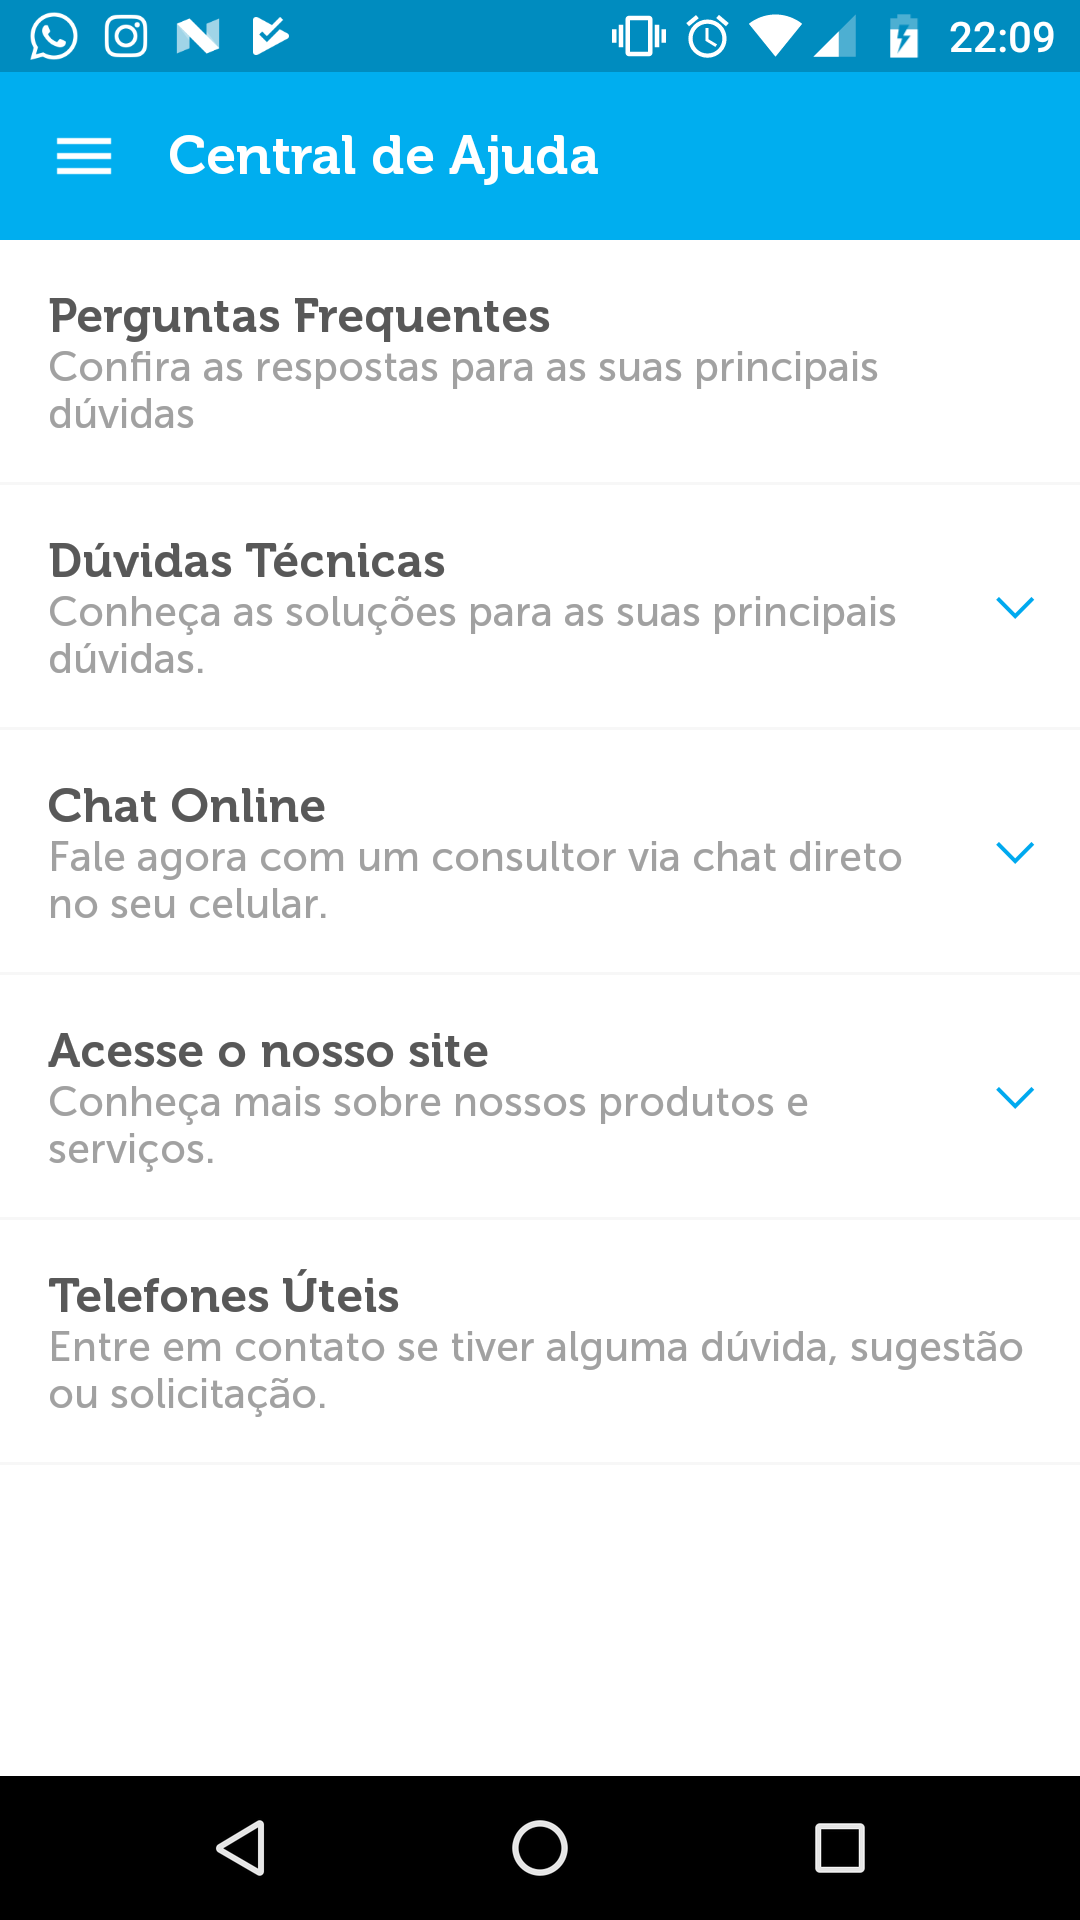 22:09
Central de Ajuda
Perguntas Frequentes
Confira as respostas para as suas principais
dúvidas
Dúvidas Técnicas
Conheça as soluções para as suas principais
dúvidas.
Chat Online
Fale agora com um consultor via chat direto
no seu celular.
Acesse o nosso site
Conheça mais sobre nossos produtos e
serviços.
Telefones Úteis
Entre em contato se tiver alguma dúvida, sugestão
ou solicitação.